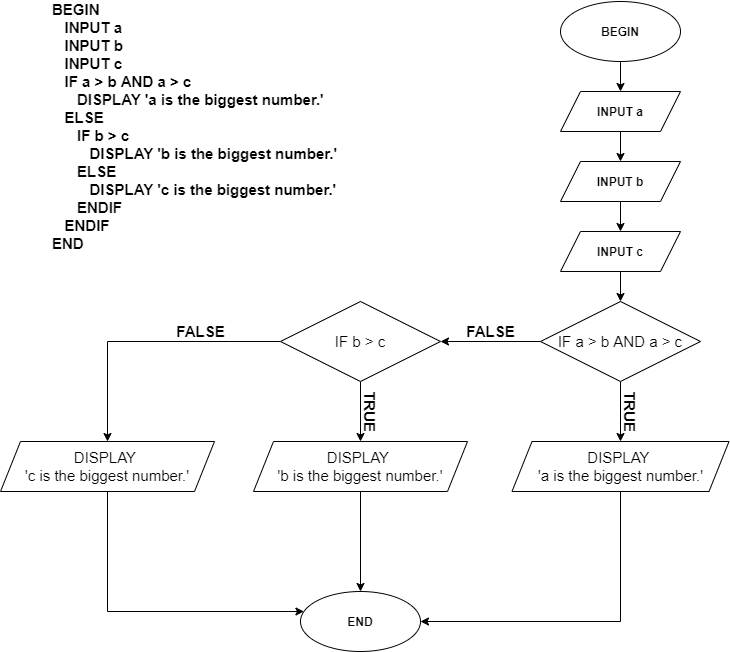 BEGIN
INPUT a
INPUT b
INPUT c
IF a > b AND a > c
DISPLAY 'a is the biggest number.'
ELSE
IF b > c
DISPLAY 'b is the biggest number.'
ELSE
DISPLAY 'c is the biggest number.'
ENDIF
ENDIF
END
BEGIN
INPUT a
INPUT b
INPUT c
IF a > b AND a > c
FALSE
IF b > c
FALSE
TRUE
TRUE
DISPLAY
'c is the biggest number.'
DISPLAY
'b is the biggest number.'
DISPLAY
'a is the biggest number.'
END